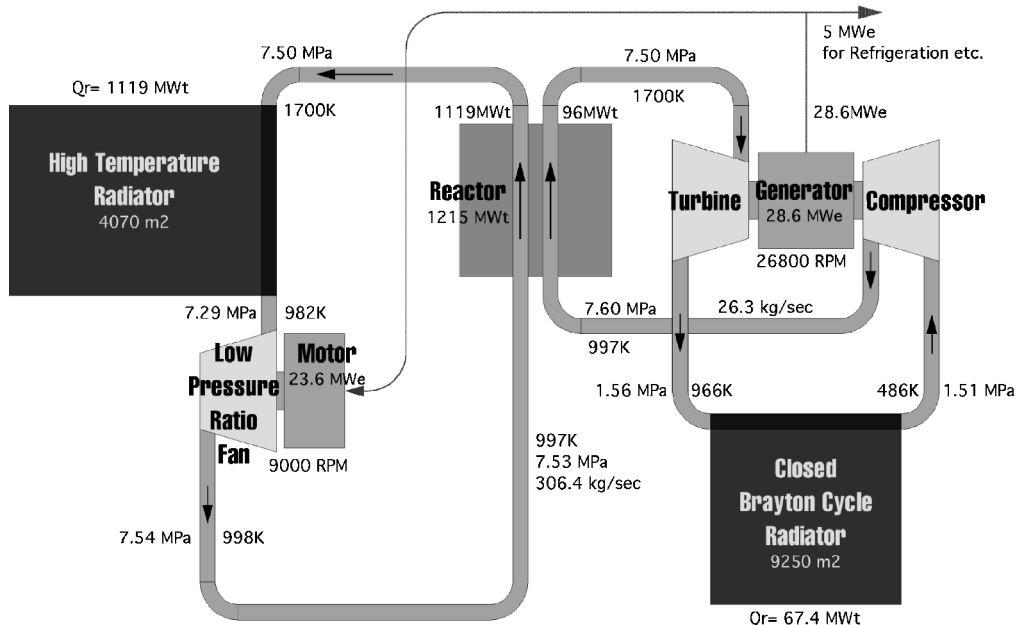 5 MWe
for Refrigeration etc.
7.50 MPa
7.50 MPa
Qr= 1119 MWt
1700K
1700K
1119MWt
96MWt
28.6MWe
High Temperature
Radiator
4070 m2
Reactor
1215 MWt
Turbine
Generator
28.6 MWe
Compressor
26800 RPM
7.29 MPa
982K
7.60 MPa
26.3 kg/sec
997K
Low
Pressure
Ratio
Fan
Motor
23.6 MWe
9000 RPM
1.56 MPa
966K
486K
1.51 MPa
997K
7.53 MPa
306.4 kg/sec
Closed
Brayton Cycle
Radiator
9250 m2
7.54 MPa
998K
Qr= 67.4 MWt